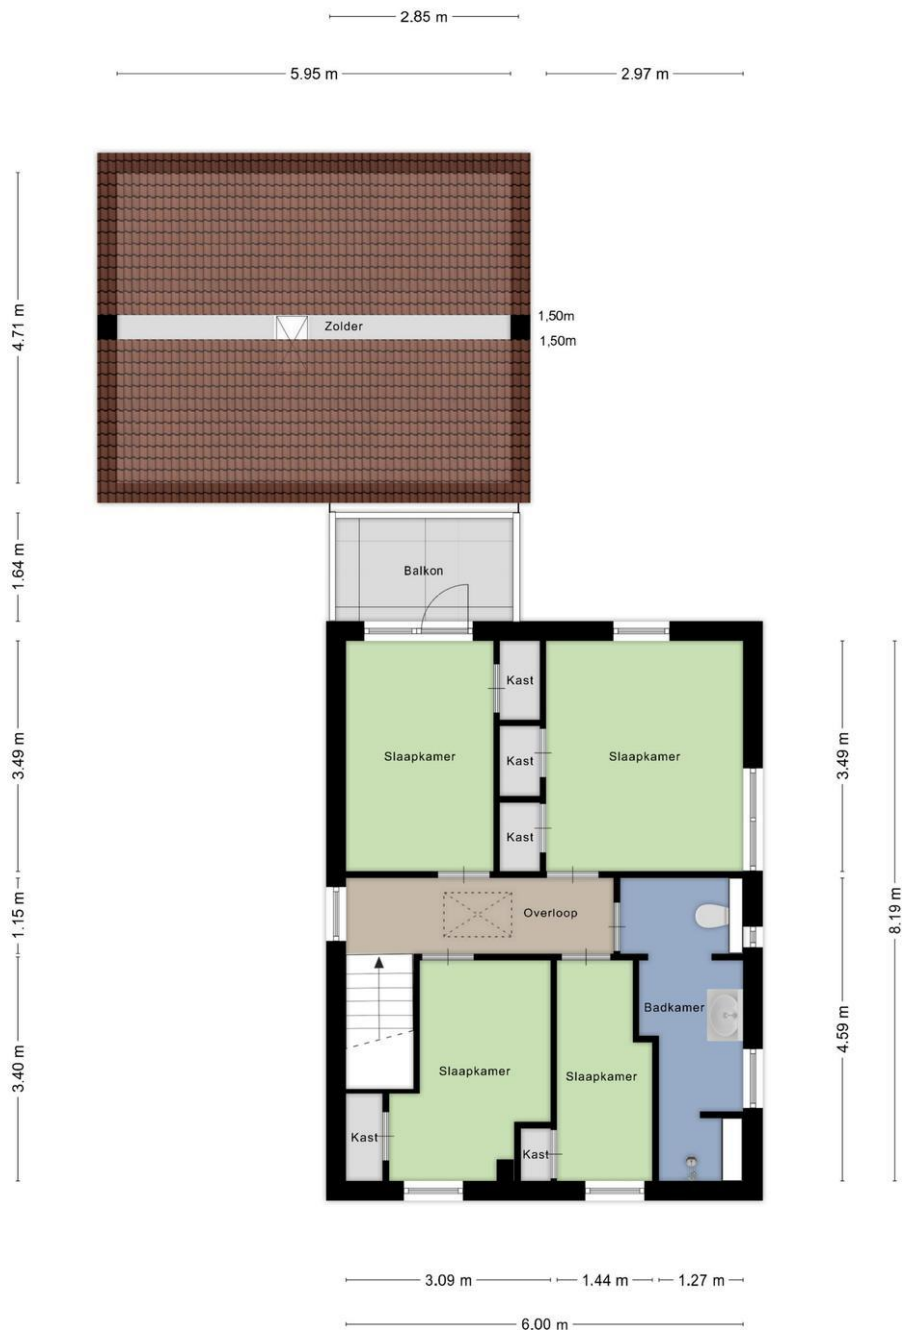 2.85 m
5.95 m
2.97 m
4.71 m
1,50m
Zolder
1,50m
1.64 m
Balkon
3.49 m
Kast
Slaapkamer
Kast
Slaapkamer
Kast
3.49 m
8.19 m
1.15 m
Overloop
Badkamer
4.59 m
3.40 m
Slaapkamer
Slaapkamer
Kast
Kast
3.09 m
1.44 m
1.27 m
6.00 m